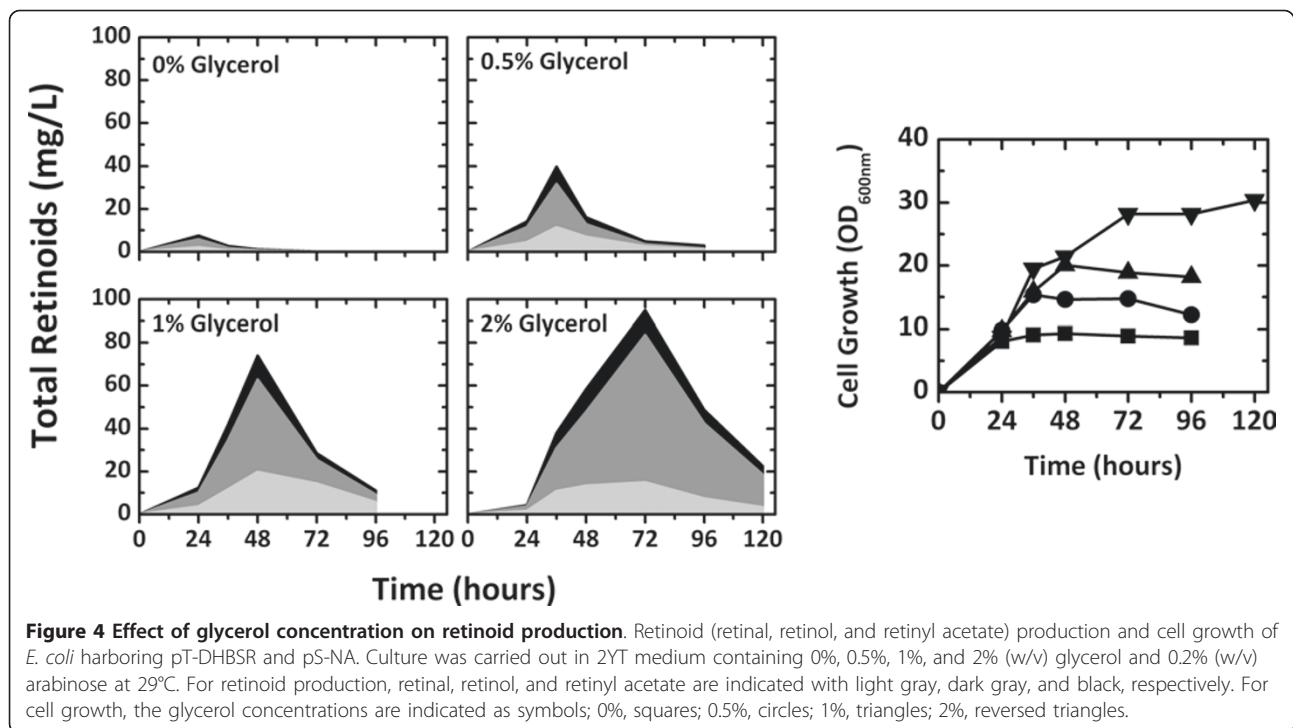 Total Retinoids (mg/L)
100
80
60
40
20
0
0% Glycerol
0.5% Glycerol
100
80
60
40
20
0
1% Glycerol
2% Glycerol
0 24 48 72 96 120
0 24 48 72 96 120
Time (hours)
Cell Growth (OD600nm)
40
30
20
10
0
0 24 48 72 96 120
Time (hours)
Figure 4 Effect of glycerol concentration on retinoid production. Retinoid (retinal, retinol, and retinyl acetate) production and cell growth of
E. coli harboring pT-DHBSR and pS-NA. Culture was carried out in 2YT medium containing 0%, 0.5%, 1%, and 2% (w/v) glycerol and 0.2% (w/v)
arabinose at 29°C. For retinoid production, retinal, retinol, and retinyl acetate are indicated with light gray, dark gray, and black, respectively. For
cell growth, the glycerol concentrations are indicated as symbols; 0%, squares; 0.5%, circles; 1%, triangles; 2%, reversed triangles.